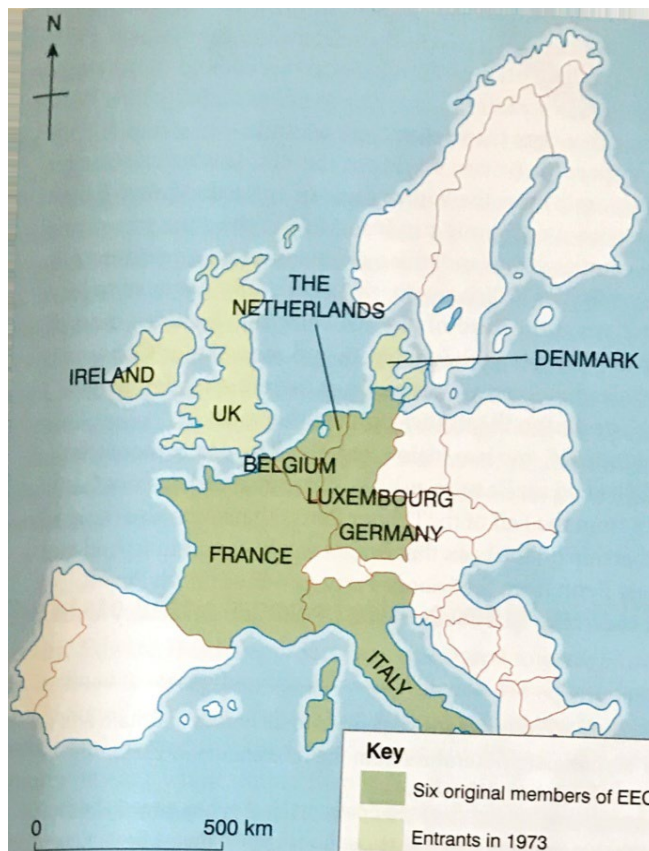 N
THE
NETHERLANDS
DENMARK
IRELAND
UK
BELGIUM
LUXEMBOURG
GERMANY
FRANCE
ITALY
Key
Six original members of EEC
Entrants in 1973
0 500 km